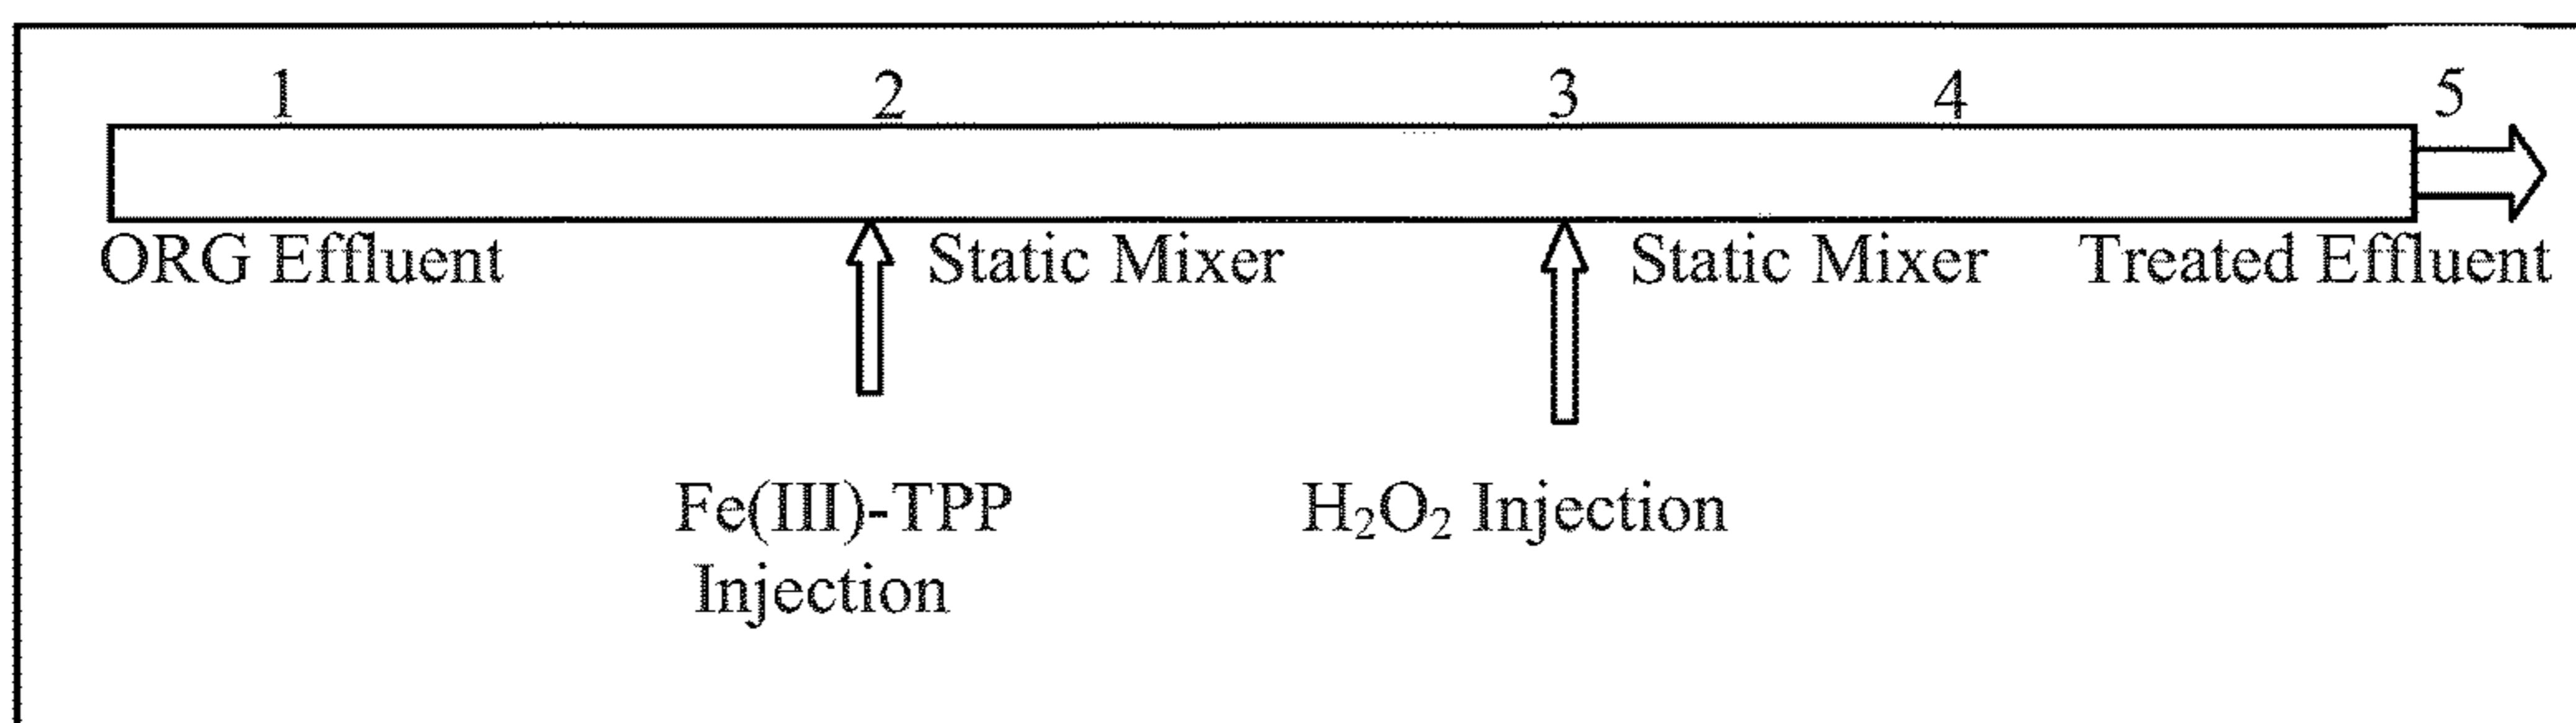 1 2 3 4 5
ORG Effluent Static Mixer Static Mixer Treated Effluent
Fe(III)-TPP H₂O₂ Injection
Injection